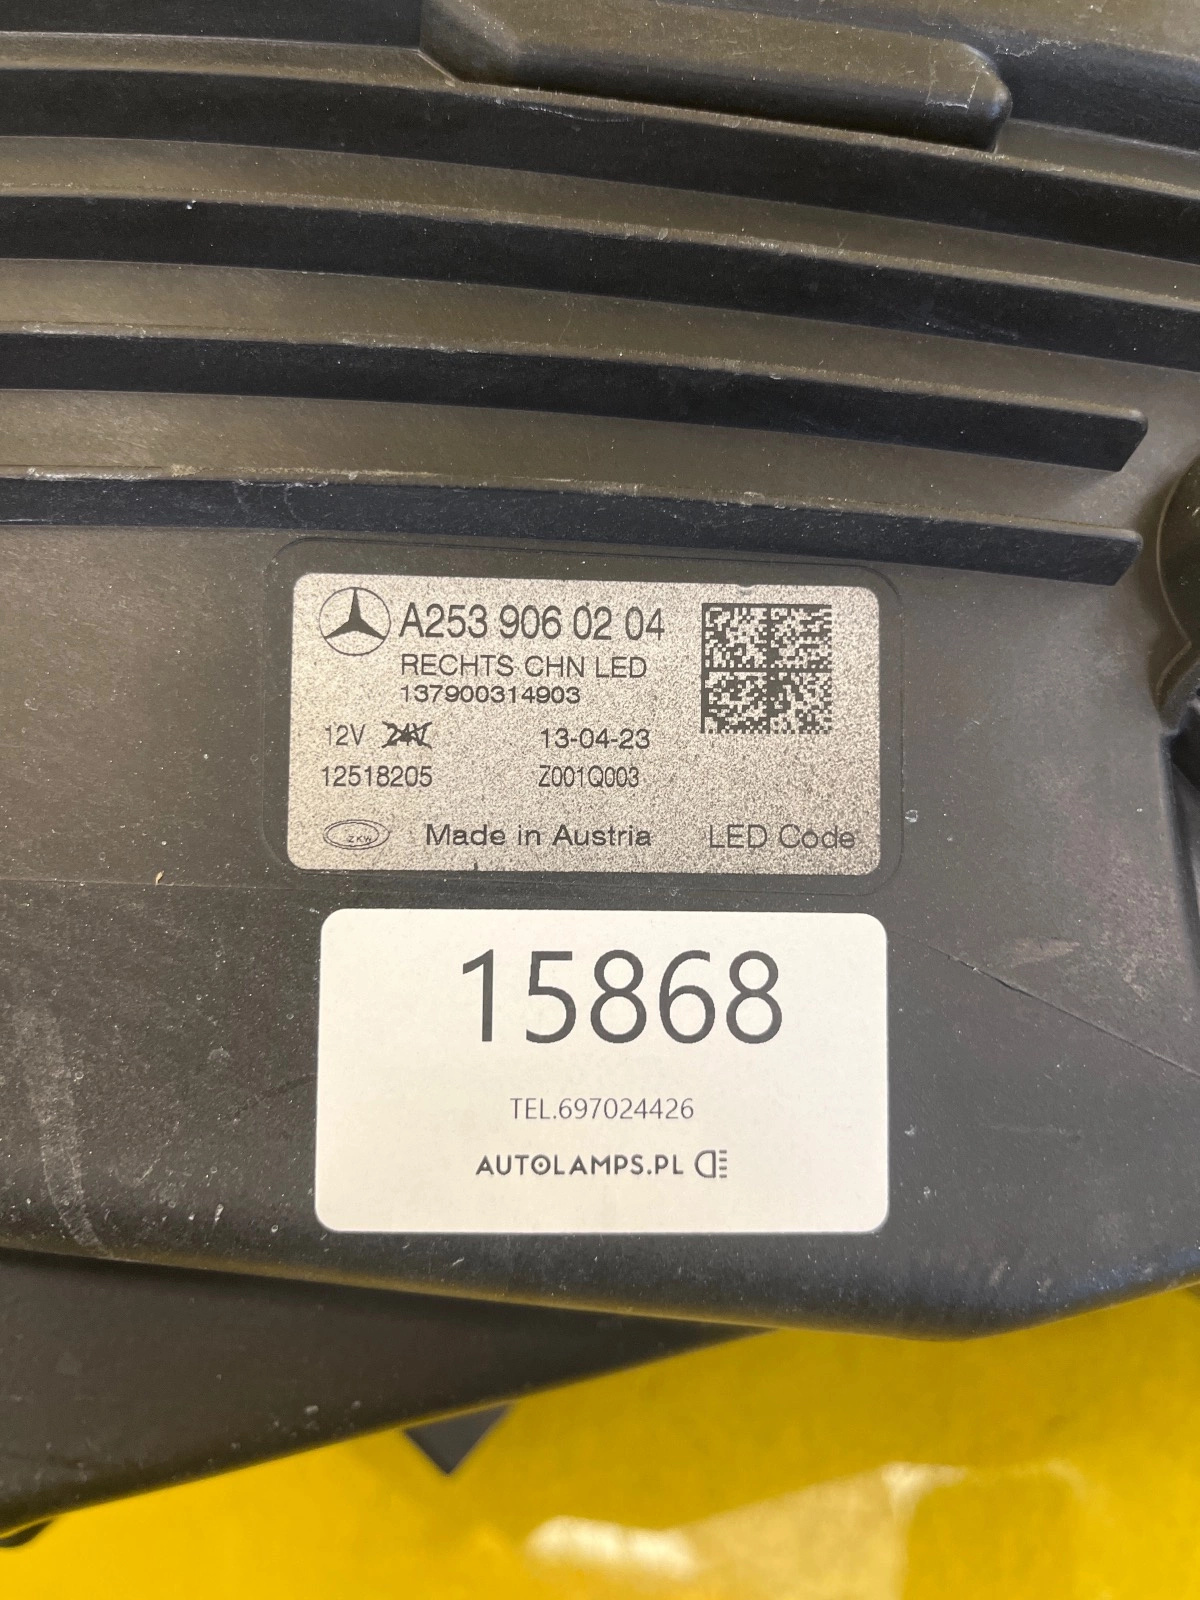 A253 906 02 04
RECHTS CHN LED
137900314903
12V 24V 13-04-23
12518205 Z001Q003
ZKW Made in Austria LED Code
15868
TEL.697024426
AUTOLAMPS.PL